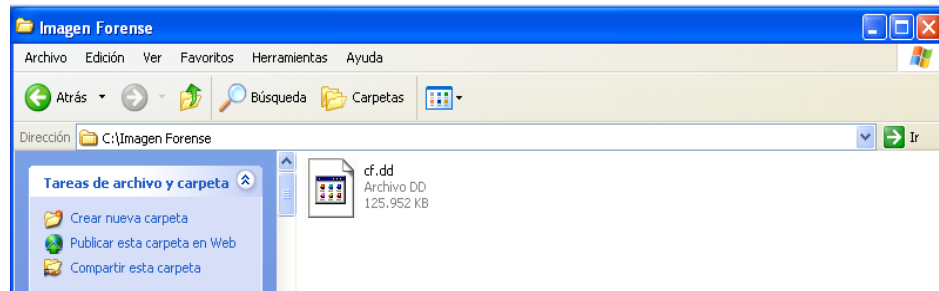 Imagen Forense
Archivo Edición Ver Favoritos Herramientas Ayuda
Atrás Búsqueda Carpetas
Dirección C:\Imagen Forense Ir
Tareas de archivo y carpeta
Crear nueva carpeta
Publicar esta carpeta en Web
Compartir esta carpeta
cf.dd
Archivo DD
125.952 KB